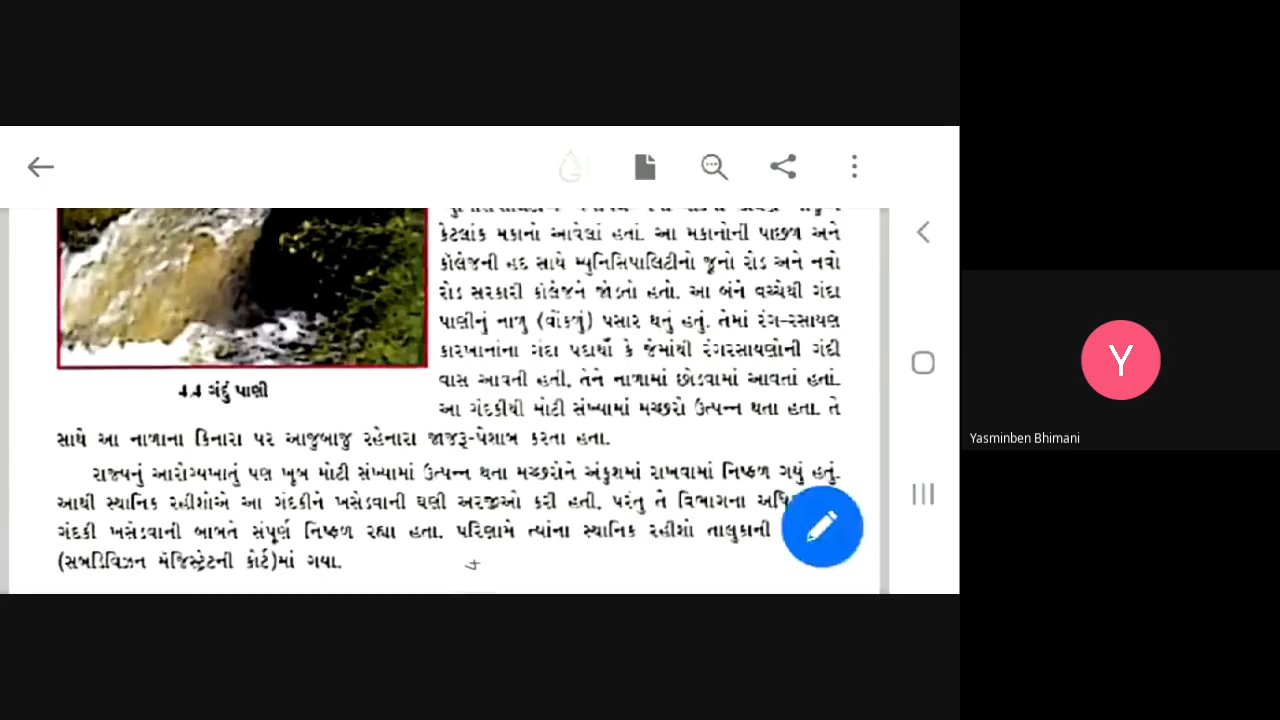 કેટલાંક મકાનો આવેલાં હતાં. આ મકાનોની પાછળ અને
કૉલેજની હદ સાથે મ્યુનિસિપાલિટીનો જૂનો રોડ અને નવો
રોડ સરકારી કૉલેજને જોડતો હતો. આ બંને વચ્ચેથી ગંદા
પાણીનું નાળુ (વોંકળું) પસાર થતું હતું. તેમાં રંગ-રસાયણ
કારખાનાંના ગંદા પદાર્થો કે જેમાંથી રંગરસાયણોની ગંદી
વાસ આવતી હતી, તેને નાળામાં છોડવામાં આવતાં હતાં.
આ ગંદકીથી મોટી સંખ્યામાં મચ્છરો ઉત્પન્ન થતા હતા. તે
4.4 ગંદું પાણી
સાથે આ નાળાના કિનારા પર આજુબાજુ રહેનારા જાજરૂ-પેશાબ કરતા હતા.
રાજ્યનું આરોગ્યખાતું પણ ખૂબ મોટી સંખ્યામાં ઉત્પન્ન થતા મચ્છરોને અંકુશમાં રાખવામાં નિષ્ફળ ગયું હતું.
આથી સ્થાનિક રહીશોએ આ ગંદકીને ખસેડવાની ઘણી અરજીઓ કરી હતી, પરંતુ તે વિભાગના
ગંદકી ખસેડવાની બાબતે સંપૂર્ણ નિષ્ફળ રહ્યા હતા. પરિણામે ત્યાંના સ્થાનિક રહીશો તાલુકાની
(સબડિવિઝન મૅજિસ્ટ્રેટની કોર્ટ)માં ગયા.
Y
Yasminben Bhimani